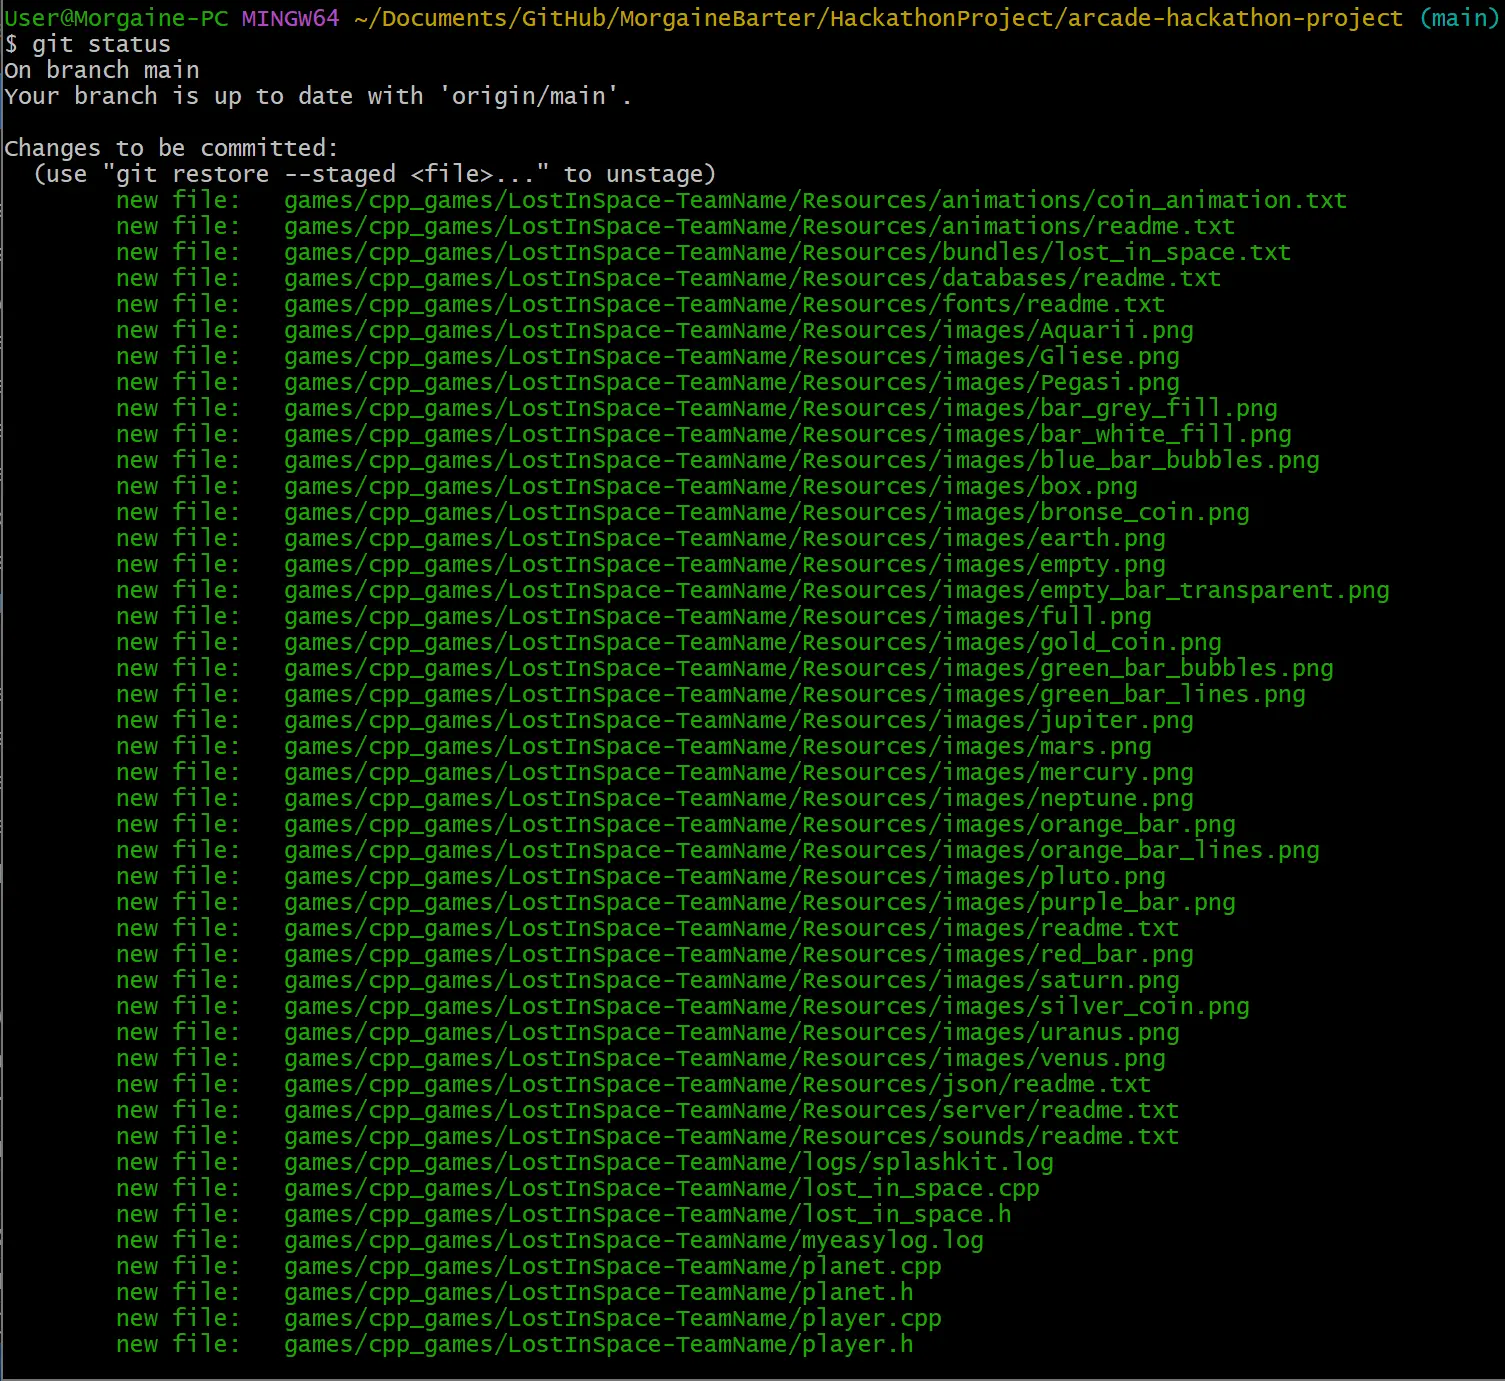 User@Morgaine-PC MINGW64 ~/Documents/GitHub/MorgaineBarter/HackathonProject/arcade-hackathon-project (main)
$ git status
On branch main
Your branch is up to date with 'origin/main'.
Changes to be committed:
  (use "git restore --staged <file>..." to unstage)
        new file:   games/cpp_games/LostInSpace-TeamName/Resources/animations/coin_animation.txt
        new file:   games/cpp_games/LostInSpace-TeamName/Resources/animations/readme.txt
        new file:   games/cpp_games/LostInSpace-TeamName/Resources/bundles/lost_in_space.txt
        new file:   games/cpp_games/LostInSpace-TeamName/Resources/databases/readme.txt
        new file:   games/cpp_games/LostInSpace-TeamName/Resources/fonts/readme.txt
        new file:   games/cpp_games/LostInSpace-TeamName/Resources/images/Aquarii.png
        new file:   games/cpp_games/LostInSpace-TeamName/Resources/images/Gliese.png
        new file:   games/cpp_games/LostInSpace-TeamName/Resources/images/Pegasi.png
        new file:   games/cpp_games/LostInSpace-TeamName/Resources/images/bar_grey_fill.png
        new file:   games/cpp_games/LostInSpace-TeamName/Resources/images/bar_white_fill.png
        new file:   games/cpp_games/LostInSpace-TeamName/Resources/images/blue_bar_bubbles.png
        new file:   games/cpp_games/LostInSpace-TeamName/Resources/images/box.png
        new file:   games/cpp_games/LostInSpace-TeamName/Resources/images/bronse_coin.png
        new file:   games/cpp_games/LostInSpace-TeamName/Resources/images/earth.png
        new file:   games/cpp_games/LostInSpace-TeamName/Resources/images/empty.png
        new file:   games/cpp_games/LostInSpace-TeamName/Resources/images/empty_bar_transparent.png
        new file:   games/cpp_games/LostInSpace-TeamName/Resources/images/full.png
        new file:   games/cpp_games/LostInSpace-TeamName/Resources/images/gold_coin.png
        new file:   games/cpp_games/LostInSpace-TeamName/Resources/images/green_bar_bubbles.png
        new file:   games/cpp_games/LostInSpace-TeamName/Resources/images/green_bar_lines.png
        new file:   games/cpp_games/LostInSpace-TeamName/Resources/images/jupiter.png
        new file:   games/cpp_games/LostInSpace-TeamName/Resources/images/mars.png
        new file:   games/cpp_games/LostInSpace-TeamName/Resources/images/mercury.png
        new file:   games/cpp_games/LostInSpace-TeamName/Resources/images/neptune.png
        new file:   games/cpp_games/LostInSpace-TeamName/Resources/images/orange_bar.png
        new file:   games/cpp_games/LostInSpace-TeamName/Resources/images/orange_bar_lines.png
        new file:   games/cpp_games/LostInSpace-TeamName/Resources/images/pluto.png
        new file:   games/cpp_games/LostInSpace-TeamName/Resources/images/purple_bar.png
        new file:   games/cpp_games/LostInSpace-TeamName/Resources/images/readme.txt
        new file:   games/cpp_games/LostInSpace-TeamName/Resources/images/red_bar.png
        new file:   games/cpp_games/LostInSpace-TeamName/Resources/images/saturn.png
        new file:   games/cpp_games/LostInSpace-TeamName/Resources/images/silver_coin.png
        new file:   games/cpp_games/LostInSpace-TeamName/Resources/images/uranus.png
        new file:   games/cpp_games/LostInSpace-TeamName/Resources/images/venus.png
        new file:   games/cpp_games/LostInSpace-TeamName/Resources/json/readme.txt
        new file:   games/cpp_games/LostInSpace-TeamName/Resources/server/readme.txt
        new file:   games/cpp_games/LostInSpace-TeamName/Resources/sounds/readme.txt
        new file:   games/cpp_games/LostInSpace-TeamName/logs/splashkit.log
        new file:   games/cpp_games/LostInSpace-TeamName/lost_in_space.cpp
        new file:   games/cpp_games/LostInSpace-TeamName/lost_in_space.h
        new file:   games/cpp_games/LostInSpace-TeamName/myeasylog.log
        new file:   games/cpp_games/LostInSpace-TeamName/planet.cpp
        new file:   games/cpp_games/LostInSpace-TeamName/planet.h
        new file:   games/cpp_games/LostInSpace-TeamName/player.cpp
        new file:   games/cpp_games/LostInSpace-TeamName/player.h